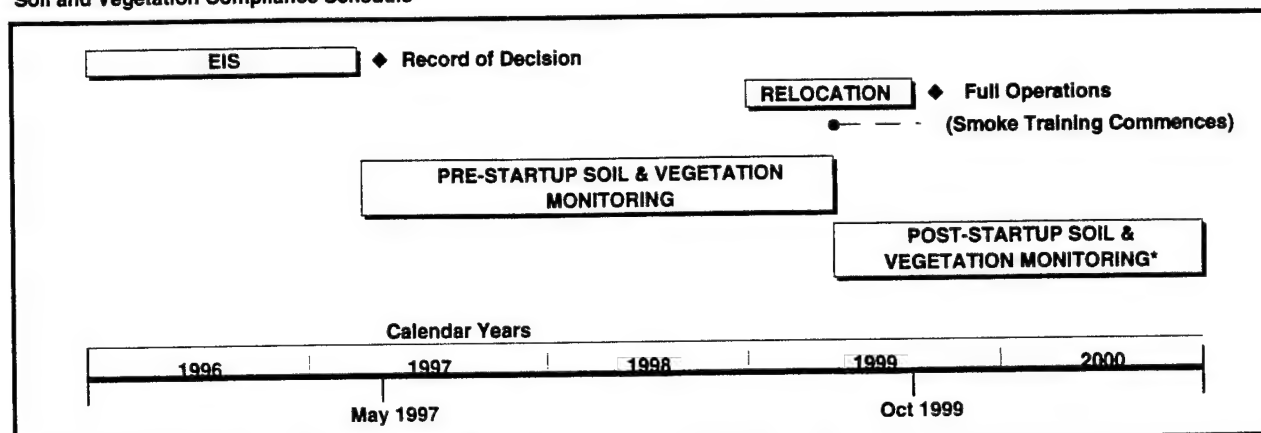 Soil and Vegetation Compliance Schedule
EIS
◆ Record of Decision
RELOCATION
◆ Full Operations
(Smoke Training Commences)
PRE-STARTUP SOIL & VEGETATION
MONITORING
POST-STARTUP SOIL &
VEGETATION MONITORING*
Calendar Years
1996 1997 1998 1999 2000
May 1997 Oct 1999